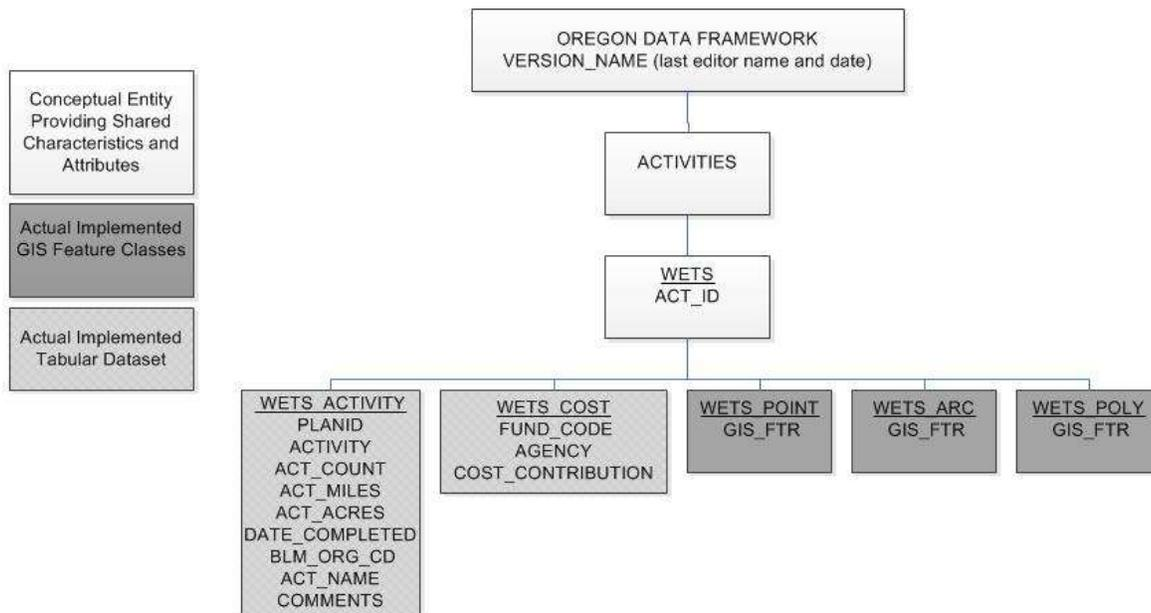 OREGON DATA FRAMEWORK
VERSION_NAME (last editor name and date)
Conceptual Entity
Providing Shared
Characteristics and
Attributes
ACTIVITIES
Actual Implemented
GIS Feature Classes
WETS
ACT_ID
Actual Implemented
Tabular Dataset
WETS_ACTIVITY
PLANID
ACTIVITY
ACT_COUNT
ACT_MILES
ACT_ACRES
DATE_COMPLETED
BLM_ORG_CD
ACT_NAME
COMMENTS
WETS_COST
FUND_CODE
AGENCY
COST_CONTRIBUTION
WETS_POINT
GIS_FTR
WETS_ARC
GIS_FTR
WETS_POLY
GIS_FTR